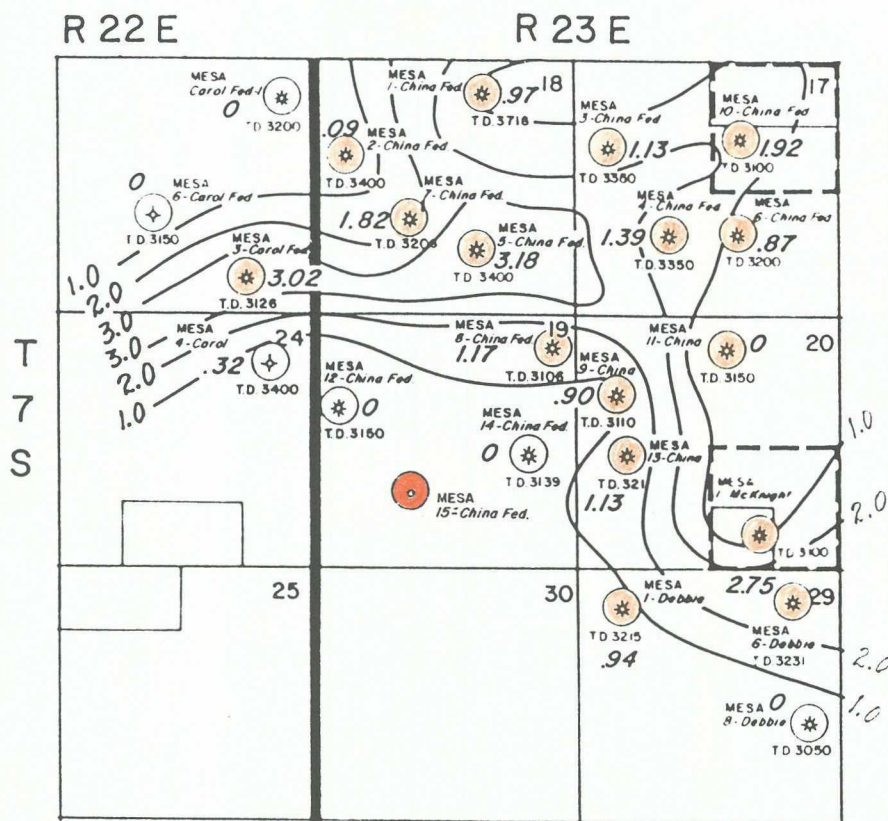 R 22 E
R 23 E
T
7
S
MESA
Carol Fed-1
0
T.D. 3200
MESA
1-China Fed.
.97
T.D. 3718
18
MESA
3-China Fed
1.13
T.D. 3380
17
MESA
10-China Fed
1.92
T.D. 3100
.09
MESA
2-China Fed.
T.D. 3400
0
MESA
6-Carol Fed
T.D. 3150
MESA
7-China Fed.
1.82
T.D. 3206
MESA
5-China Fed.
3.18
T.D. 3400
MESA
4-China Fed
1.39
T.D. 3350
MESA
6-China Fed
.87
T.D. 3200
MESA
3-Carol Fed.
3.02
T.D. 3126
1.0
2.0
3.0
3.0
2.0
1.0
24
MESA
4-Carol
.32
T.D. 3400
MESA
12-China Fed.
0
T.D. 3150
19
MESA
8-China Fed.
1.17
T.D. 3106
MESA
9-China
.90
T.D. 3110
20
MESA
11-China
0
T.D. 3150
MESA
14-China Fed.
0
T.D. 3139
MESA
13-China
T.D. 321
1.13
MESA
15-China Fed.
MESA
1-McKnight
T.D. 3100
2.75
1.0
2.0
25
30
29
MESA
1-Debbie
T.D. 3215
.94
MESA
6-Debbie
T.D. 3231
2.0
1.0
MESA
8-Debbie
0
T.D. 3050